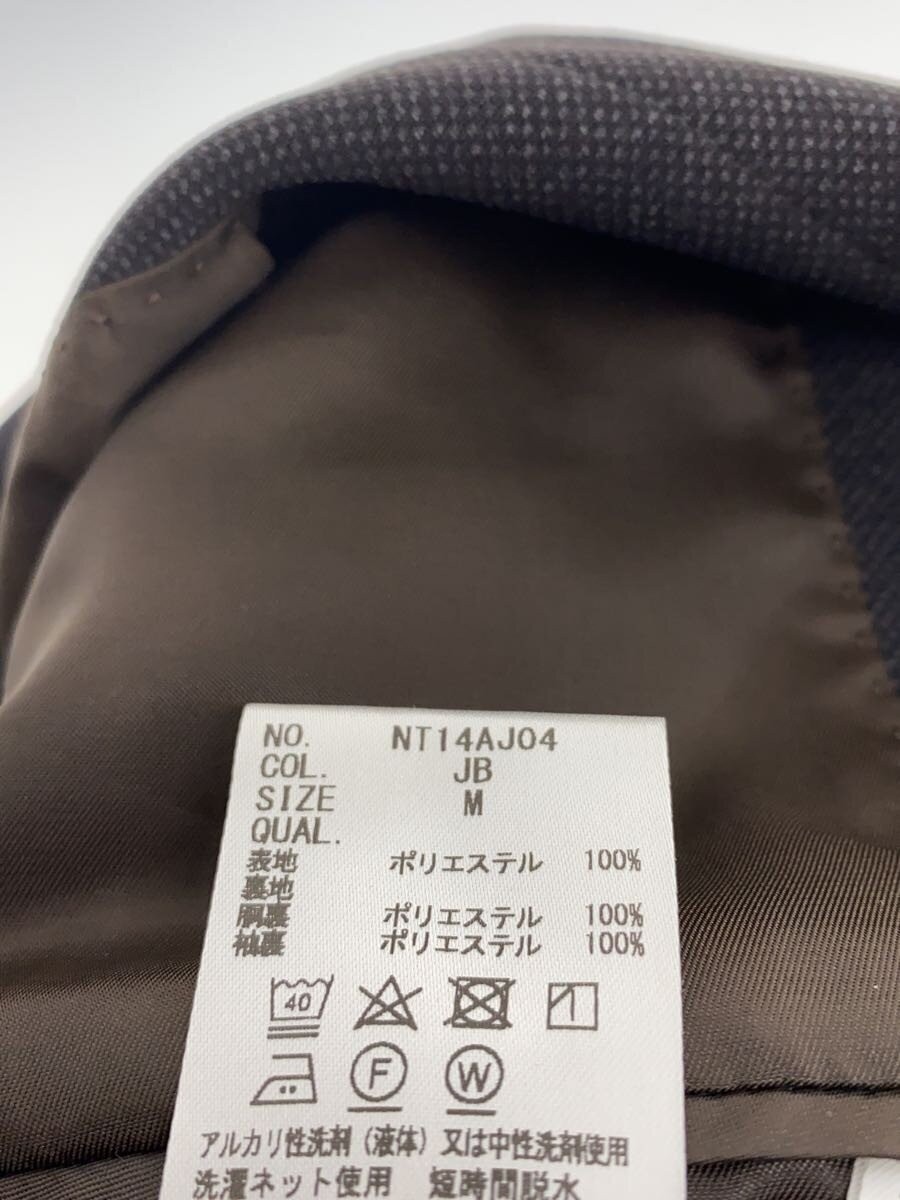 NO. NT14AJ04
COL. JB
SIZE M
QUAL.
表地 ポリエステル 100%
裏地
胴裏 ポリエステル 100%
袖裏 ポリエステル 100%
40
F W
アルカリ性洗剤(液体)又は中性洗剤使用
洗濯ネット使用 短時間脱水